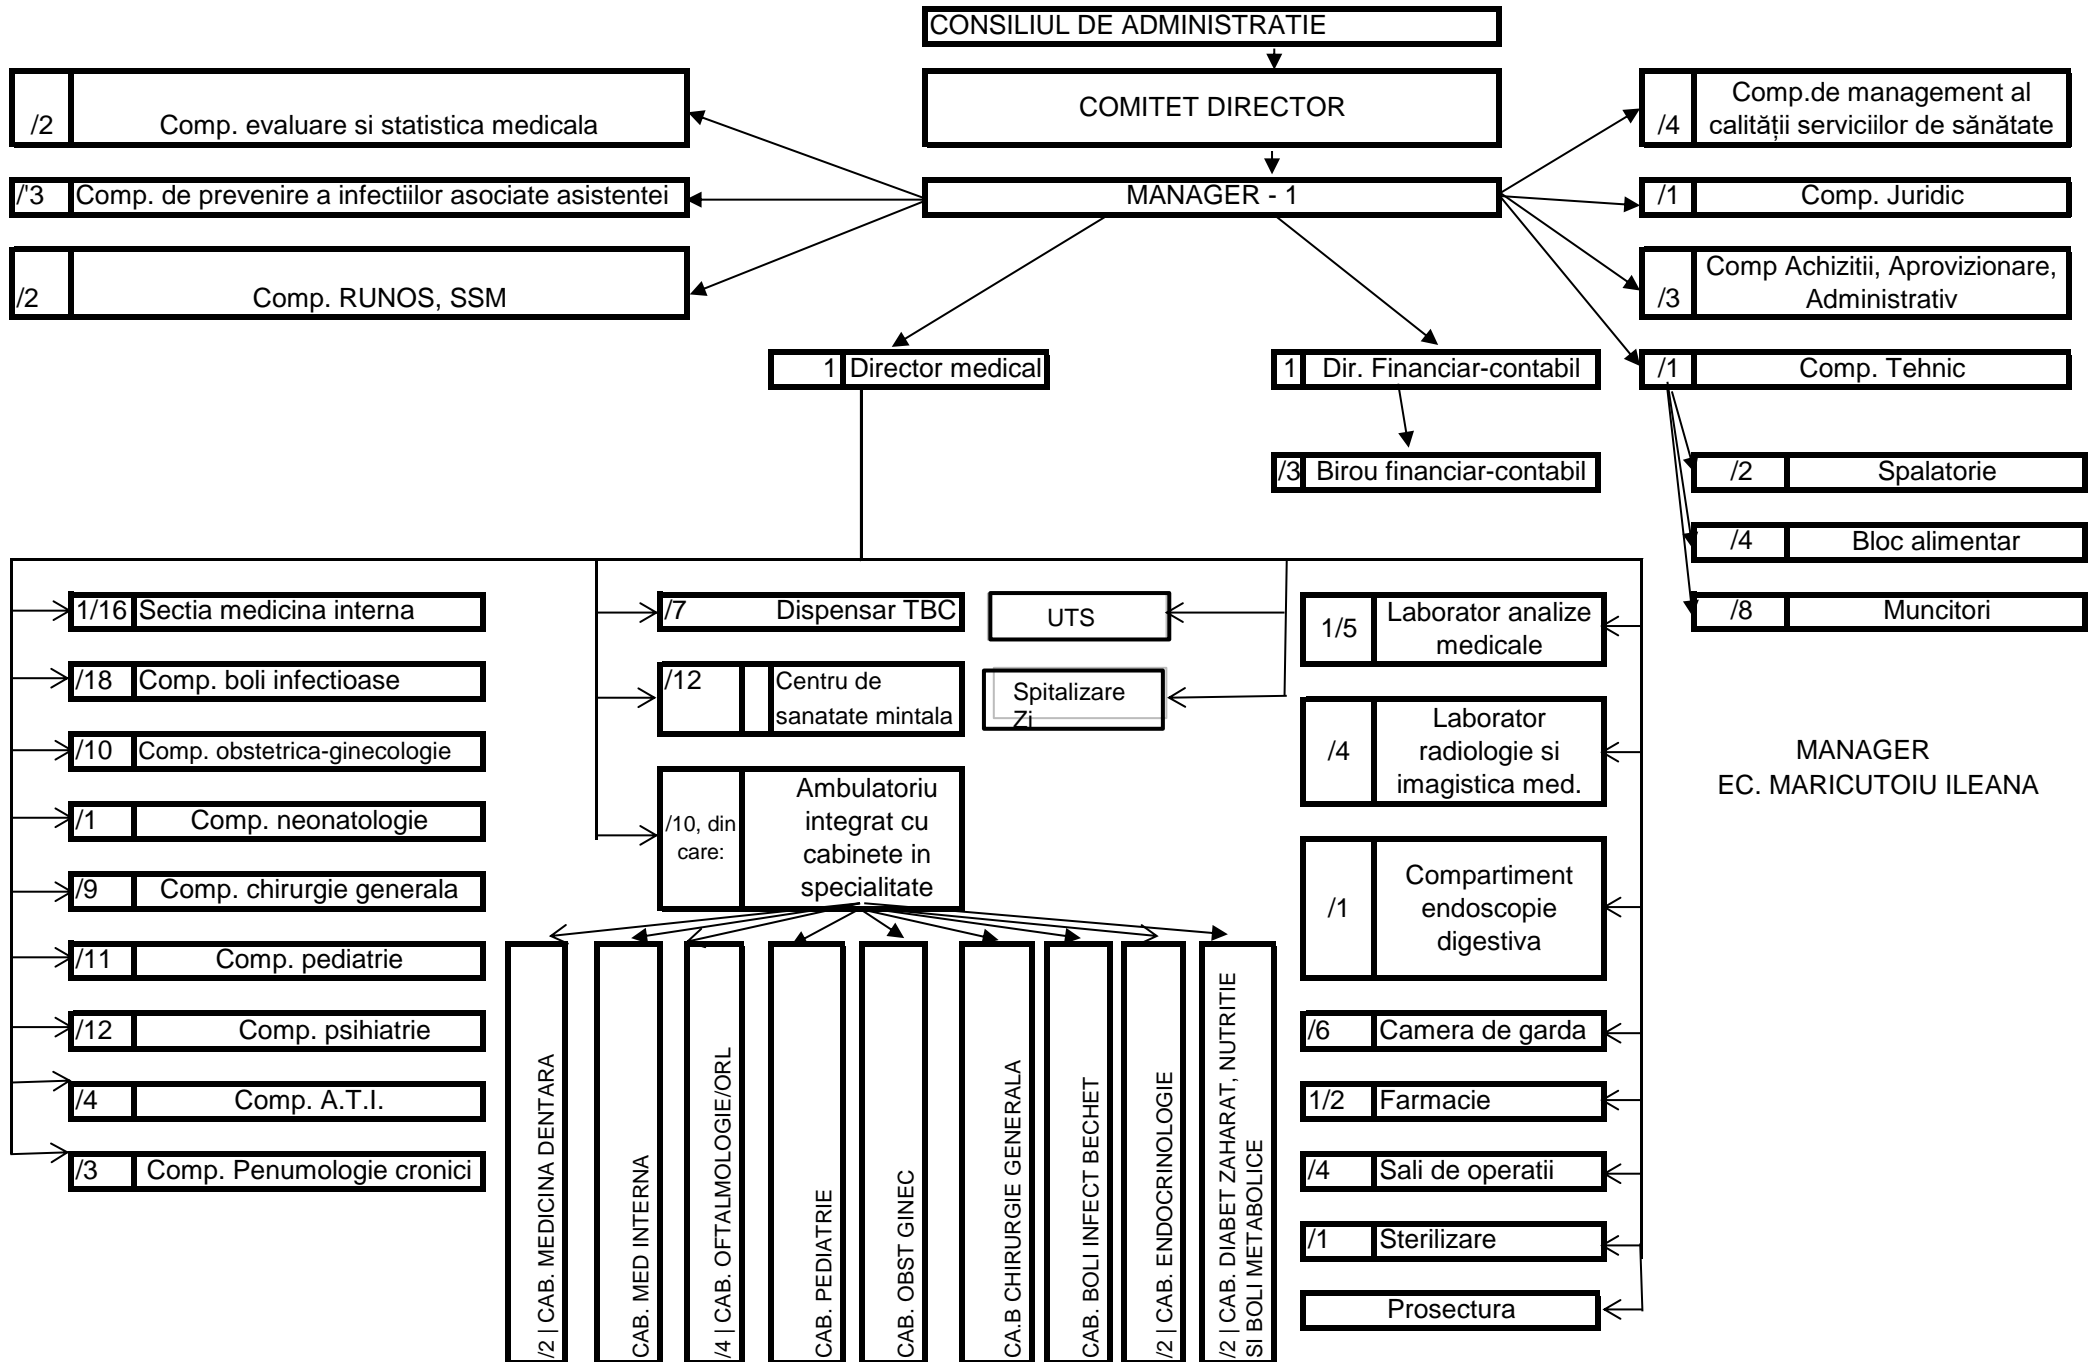 CONSILIUL DE ADMINISTRATIE
COMITET DIRECTOR
MANAGER - 1
/2 Comp. evaluare si statistica medicala
/'3 Comp. de prevenire a infectiilor asociate asistentei
/2 Comp. RUNOS, SSM
/4 Comp.de management al
calității serviciilor de sănătate
/1 Comp. Juridic
/3 Comp Achizitii, Aprovizionare,
Administrativ
/1 Comp. Tehnic
1 Director medical
1 Dir. Financiar-contabil
/3 Birou financiar-contabil
/2 Spalatorie
/4 Bloc alimentar
/8 Muncitori
1/16 Sectia medicina interna
/18 Comp. boli infectioase
/10 Comp. obstetrica-ginecologie
/1 Comp. neonatologie
/9 Comp. chirurgie generala
/11 Comp. pediatrie
/12 Comp. psihiatrie
/4 Comp. A.T.I.
/3 Comp. Penumologie cronici
/7 Dispensar TBC
/12 Centru de
sanatate mintala
/10, din
care:
Ambulatoriu
integrat cu
cabinete in
specialitate
UTS
Spitalizare
Zi
/2 | CAB. MEDICINA DENTARA
CAB. MED INTERNA
/4 | CAB. OFTALMOLOGIE/ORL
CAB. PEDIATRIE
CAB. OBST GINEC
CA.B CHIRURGIE GENERALA
CAB. BOLI INFECT BECHET
/2 | CAB. ENDOCRINOLOGIE
/2 | CAB. DIABET ZAHARAT, NUTRITIE
SI BOLI METABOLICE
1/5 Laborator analize
medicale
/4 Laborator
radiologie si
imagistica med.
/1 Compartiment
endoscopie
digestiva
/6 Camera de garda
1/2 Farmacie
/4 Sali de operatii
/1 Sterilizare
Prosectura
MANAGER
EC. MARICUTOIU ILEANA